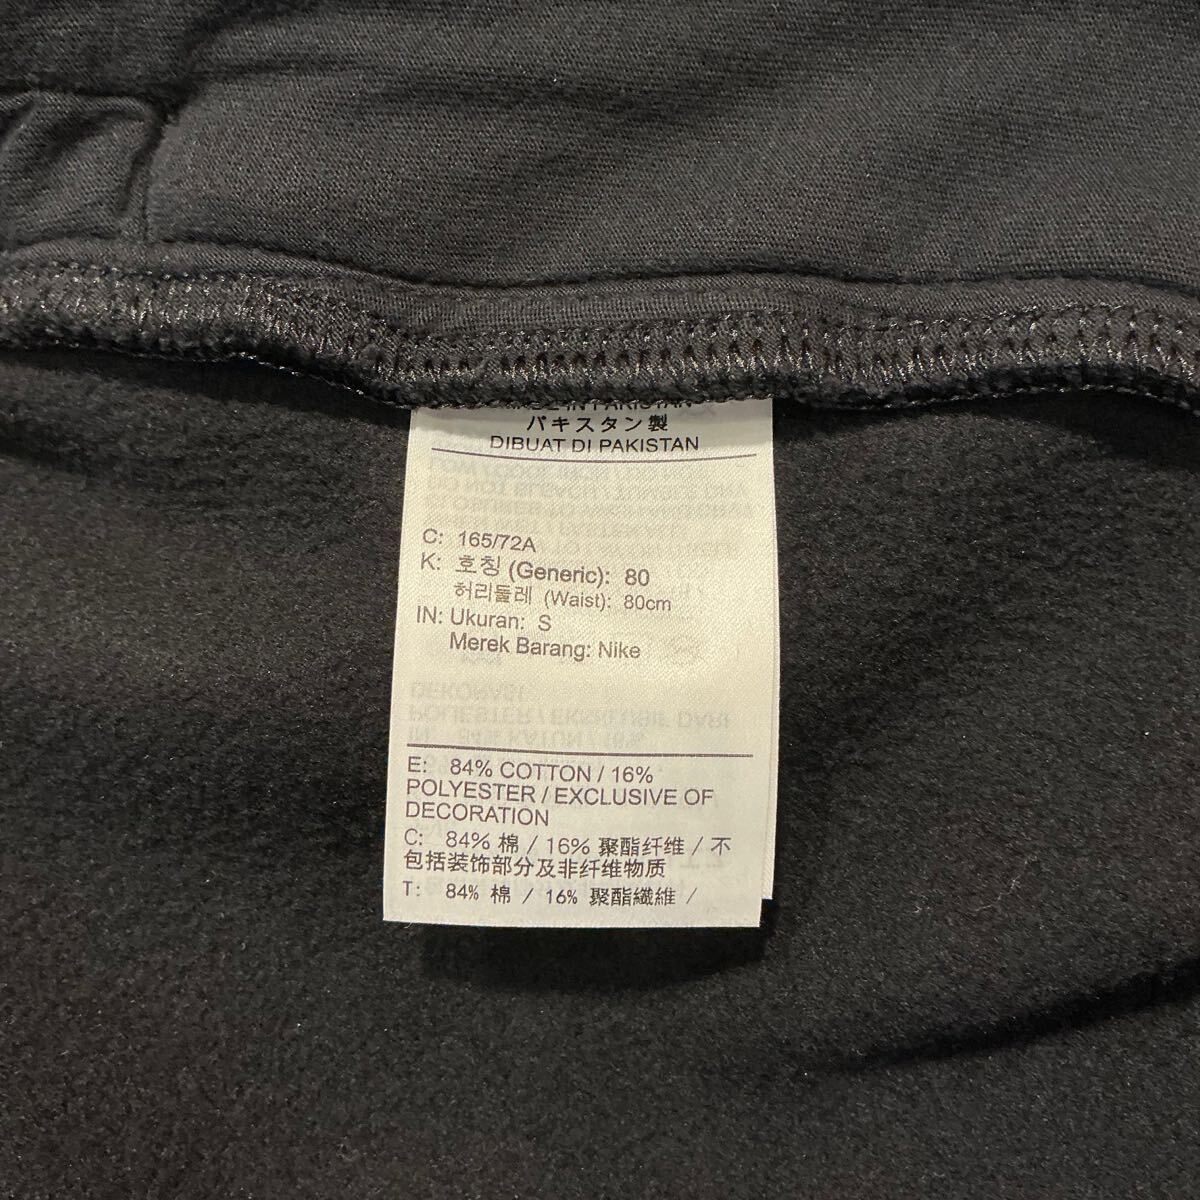 MADE IN PAKISTAN
パキスタン製
DIBUAT DI PAKISTAN
C: 165/72A
K: 호칭 (Generic): 80
허리둘레 (Waist): 80cm
IN: Ukuran: S
Merek Barang: Nike
E: 84% COTTON / 16%
POLYESTER / EXCLUSIVE OF
DECORATION
C: 84% 棉 / 16% 聚酯纤维 / 不
包括装饰部分及非纤维物质
T: 84% 棉 / 16% 聚酯纖維 /